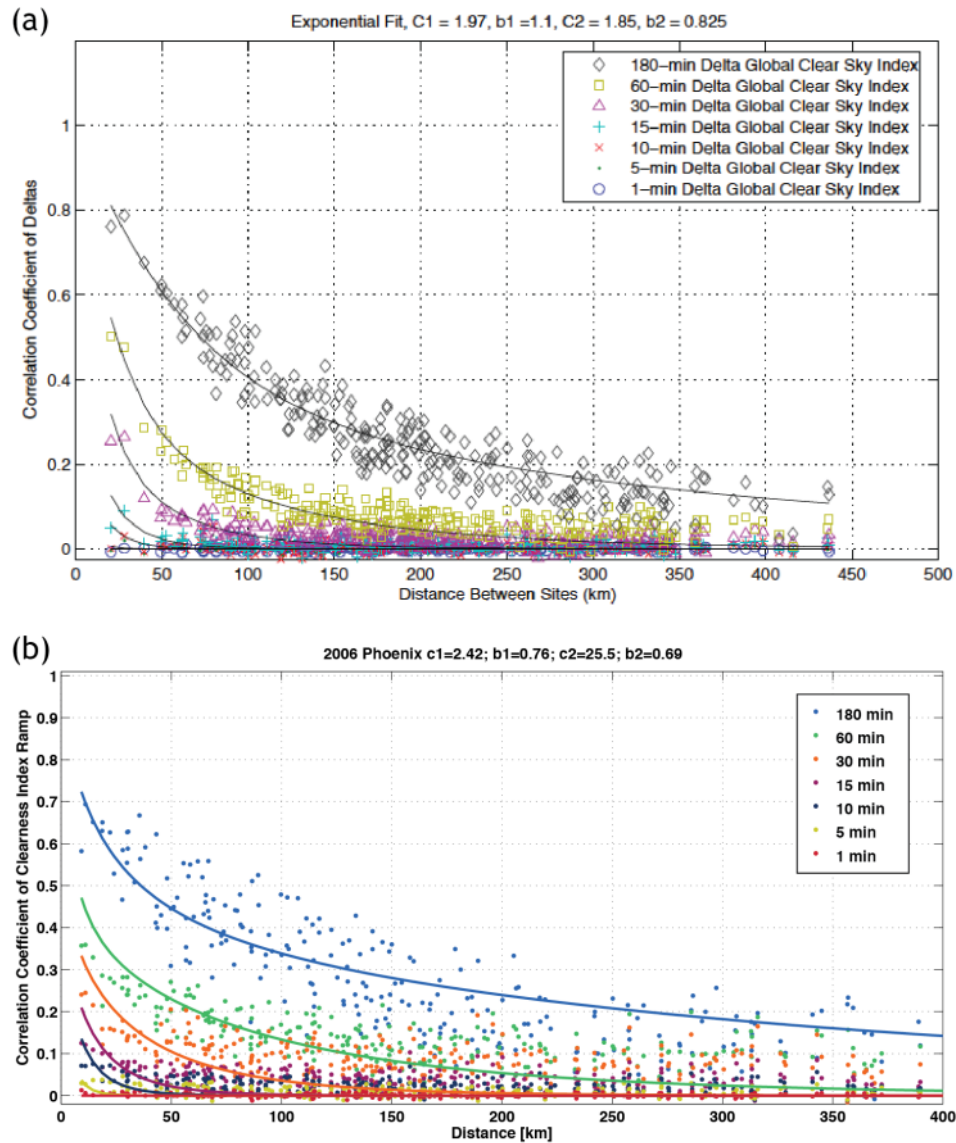 (a)
Exponential Fit, C1 = 1.97, b1 =1.1, C2 = 1.85, b2 = 0.825
180−min Delta Global Clear Sky Index
60−min Delta Global Clear Sky Index
30−min Delta Global Clear Sky Index
15−min Delta Global Clear Sky Index
10−min Delta Global Clear Sky Index
5−min Delta Global Clear Sky Index
1−min Delta Global Clear Sky Index
Correlation Coefficient of Deltas
1
0.8
0.6
0.4
0.2
0
0 50 100 150 200 250 300 350 400 450 500
Distance Between Sites (km)
(b)
2006 Phoenix c1=2.42; b1=0.76; c2=25.5; b2=0.69
Correlation Coefficient of Clearness Index Ramp
1
0.9
0.8
0.7
0.6
0.5
0.4
0.3
0.2
0.1
0
180 min
60 min
30 min
15 min
10 min
5 min
1 min
0 50 100 150 200 250 300 350 400
Distance [km]